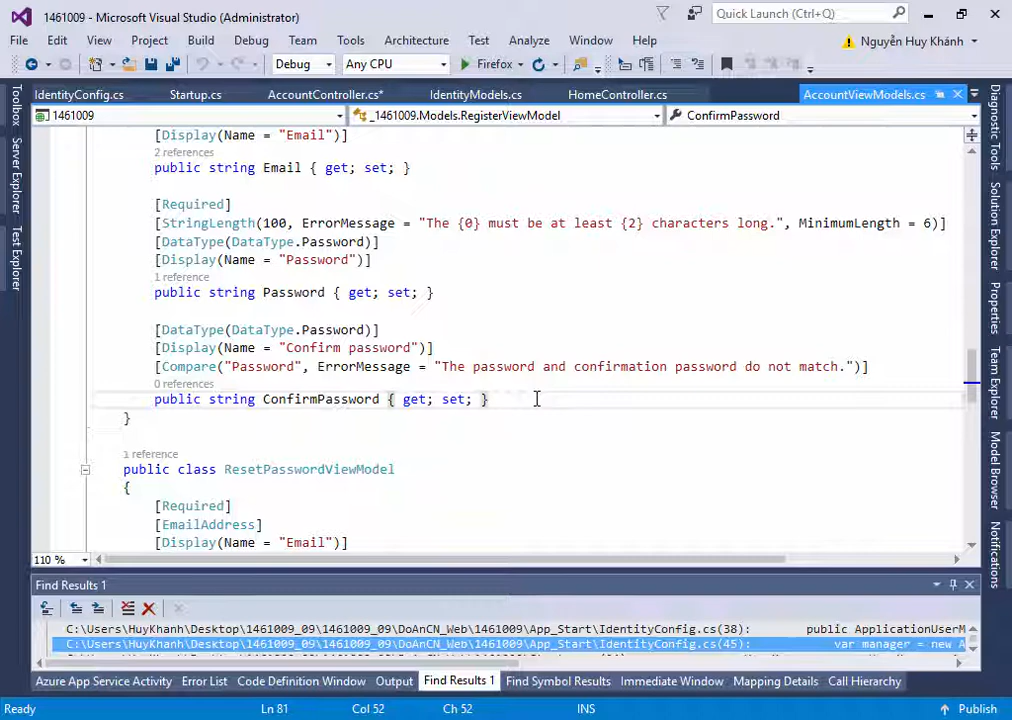 1461009 - Microsoft Visual Studio (Administrator)
Quick Launch (Ctrl+Q)
File Edit View Project Build Debug Team Tools Architecture Test Analyze Window Help
Nguyễn Huy Khánh
Debug Any CPU Firefox
IdentityConfig.cs Startup.cs AccountController.cs* IdentityModels.cs HomeController.cs AccountViewModels.cs
1461009 _1461009.Models.RegisterViewModel ConfirmPassword
[Display(Name = "Email")]
2 references
public string Email { get; set; }
[Required]
[StringLength(100, ErrorMessage = "The {0} must be at least {2} characters long.", MinimumLength = 6)]
[DataType(DataType.Password)]
[Display(Name = "Password")]
1 reference
public string Password { get; set; }
[DataType(DataType.Password)]
[Display(Name = "Confirm password")]
[Compare("Password", ErrorMessage = "The password and confirmation password do not match.")]
0 references
public string ConfirmPassword { get; set; }
}
1 reference
public class ResetPasswordViewModel
{
[Required]
[EmailAddress]
[Display(Name = "Email")]
110 %
Toolbox
Server Explorer
Test Explorer
Diagnostic Tools
Solution Explorer
Properties
Team Explorer
Model Browser
Notifications
Find Results 1
C:\Users\HuyKhanh\Desktop\1461009_09\1461009_09\DoAnCN_Web\1461009\App_Start\IdentityConfig.cs(38): public ApplicationUserM
C:\Users\HuyKhanh\Desktop\1461009_09\1461009_09\DoAnCN_Web\1461009\App_Start\IdentityConfig.cs(45): var manager = new A
Azure App Service Activity Error List Code Definition Window Output Find Results 1 Find Symbol Results Immediate Window Mapping Details Call Hierarchy
Ready Ln 81 Col 52 Ch 52 INS Publish